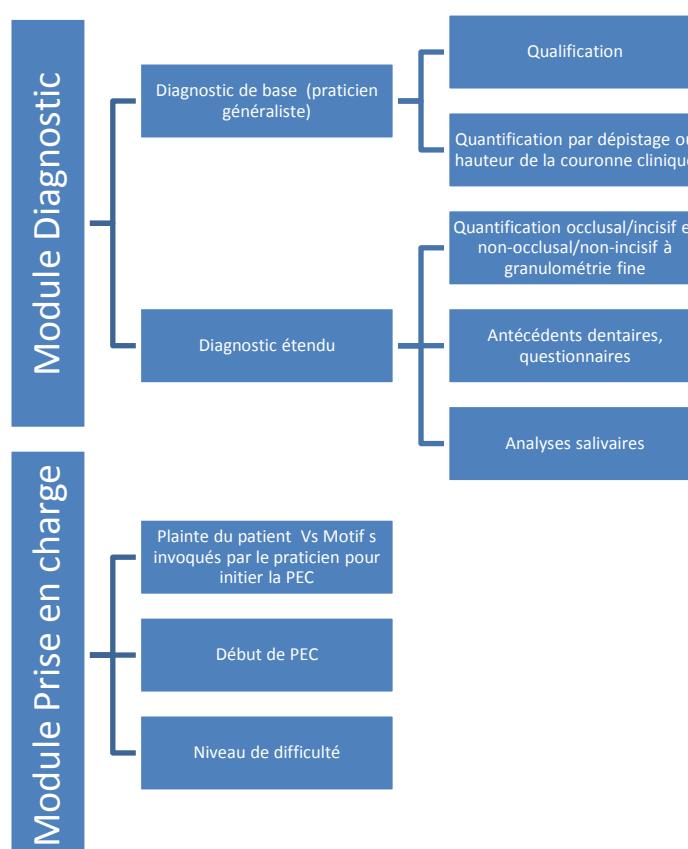 Module Diagnostic
Diagnostic de base (praticien
généraliste)
Qualification
Quantification par dépistage ou
hauteur de la couronne clinique
Diagnostic étendu
Quantification occlusal/incisif e
non-occlusal/non-incisif à
granulométrie fine
Antécédents dentaires,
questionnaires
Analyses salivaires
Module Prise en charge
Plainte du patient Vs Motif s
invoqués par le praticien pour
initier la PEC
Début de PEC
Niveau de difficulté